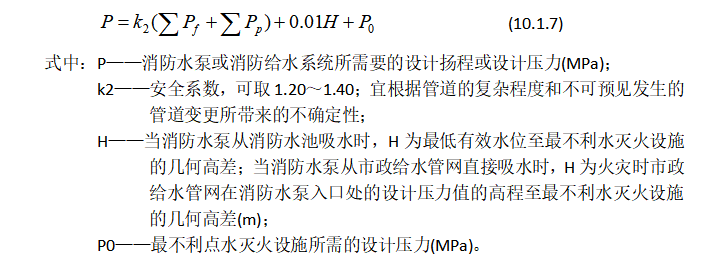 P = k₂(∑P_f + ∑P_p) + 0.01H + P₀ (10.1.7)
式中：P——消防水泵或消防给水系统所需要的设计扬程或设计压力(MPa)；
k2——安全系数，可取 1.20～1.40；宜根据管道的复杂程度和不可预见发生的
管道变更所带来的不确定性；
H——当消防水泵从消防水池吸水时，H 为最低有效水位至最不利水灭火设施
的几何高差；当消防水泵从市政给水管网直接吸水时，H 为火灾时市政
给水管网在消防水泵入口处的设计压力值的高程至最不利水灭火设施
的几何高差(m)；
P0——最不利点水灭火设施所需的设计压力(MPa)。